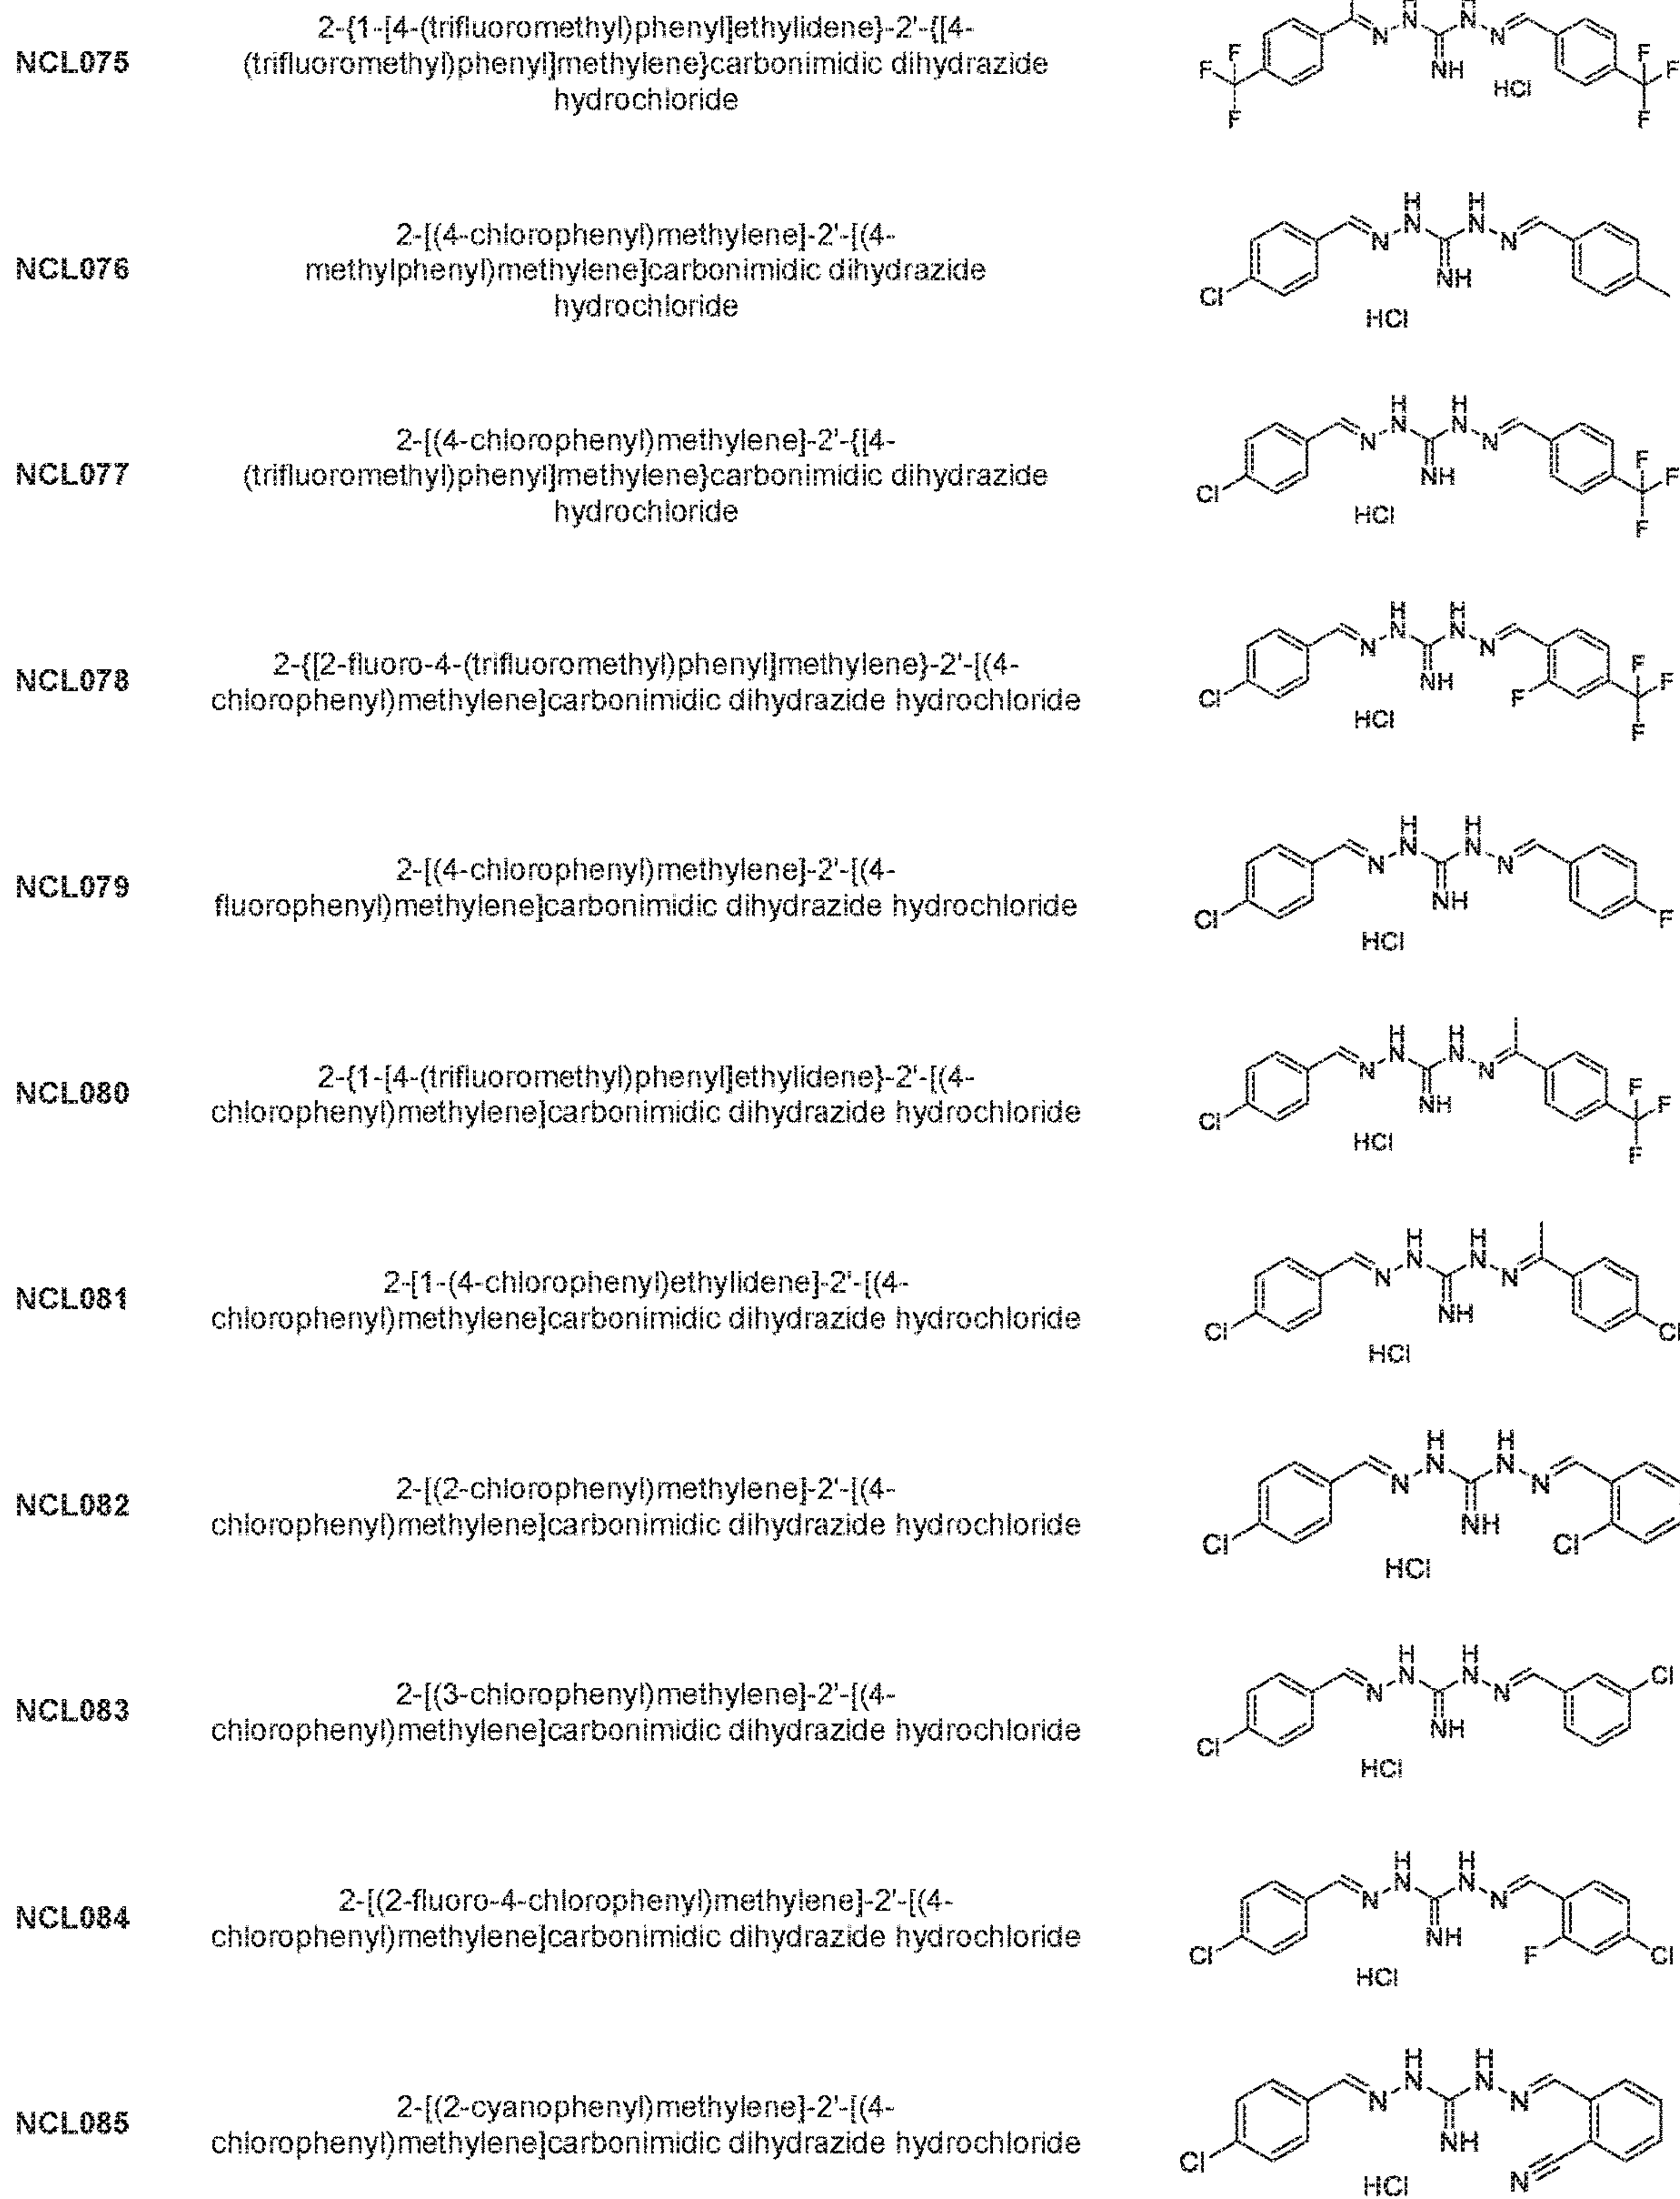 2-{1-[4-(trifluoromethyl)phenyl]ethylidene}-2'-{[4-
NCL075
(trifluoromethyl)phenyl]methylene}carbonimidic dihydrazide
hydrochloride
F F F N H N H N N NH HCl F F F
2-[(4-chlorophenyl)methylene]-2'-[(4-
NCL076
methylphenyl)methylene]carbonimidic dihydrazide
hydrochloride
Cl N H N H N N NH HCl
2-[(4-chlorophenyl)methylene]-2'-{[4-
NCL077
(trifluoromethyl)phenyl]methylene}carbonimidic dihydrazide
hydrochloride
Cl N H N H N N NH HCl F F F
NCL078
2-{[2-fluoro-4-(trifluoromethyl)phenyl]methylene}-2'-[(4-
chlorophenyl)methylene]carbonimidic dihydrazide hydrochloride
Cl N H N H N N NH HCl F F F F
NCL079
2-[(4-chlorophenyl)methylene]-2'-[(4-
fluorophenyl)methylene]carbonimidic dihydrazide hydrochloride
Cl N H N H N N NH HCl F
NCL080
2-{1-[4-(trifluoromethyl)phenyl]ethylidene}-2'-[(4-
chlorophenyl)methylene]carbonimidic dihydrazide hydrochloride
Cl N H N H N N NH HCl F F F
NCL081
2-[1-(4-chlorophenyl)ethylidene]-2'-[(4-
chlorophenyl)methylene]carbonimidic dihydrazide hydrochloride
Cl N H N H N N NH HCl Cl
NCL082
2-[(2-chlorophenyl)methylene]-2'-[(4-
chlorophenyl)methylene]carbonimidic dihydrazide hydrochloride
Cl N H N H N N NH HCl Cl
NCL083
2-[(3-chlorophenyl)methylene]-2'-[(4-
chlorophenyl)methylene]carbonimidic dihydrazide hydrochloride
Cl N H N H N N NH HCl Cl
NCL084
2-[(2-fluoro-4-chlorophenyl)methylene]-2'-[(4-
chlorophenyl)methylene]carbonimidic dihydrazide hydrochloride
Cl N H N H N N NH HCl F Cl
NCL085
2-[(2-cyanophenyl)methylene]-2'-[(4-
chlorophenyl)methylene]carbonimidic dihydrazide hydrochloride
Cl N H N H N N NH HCl N